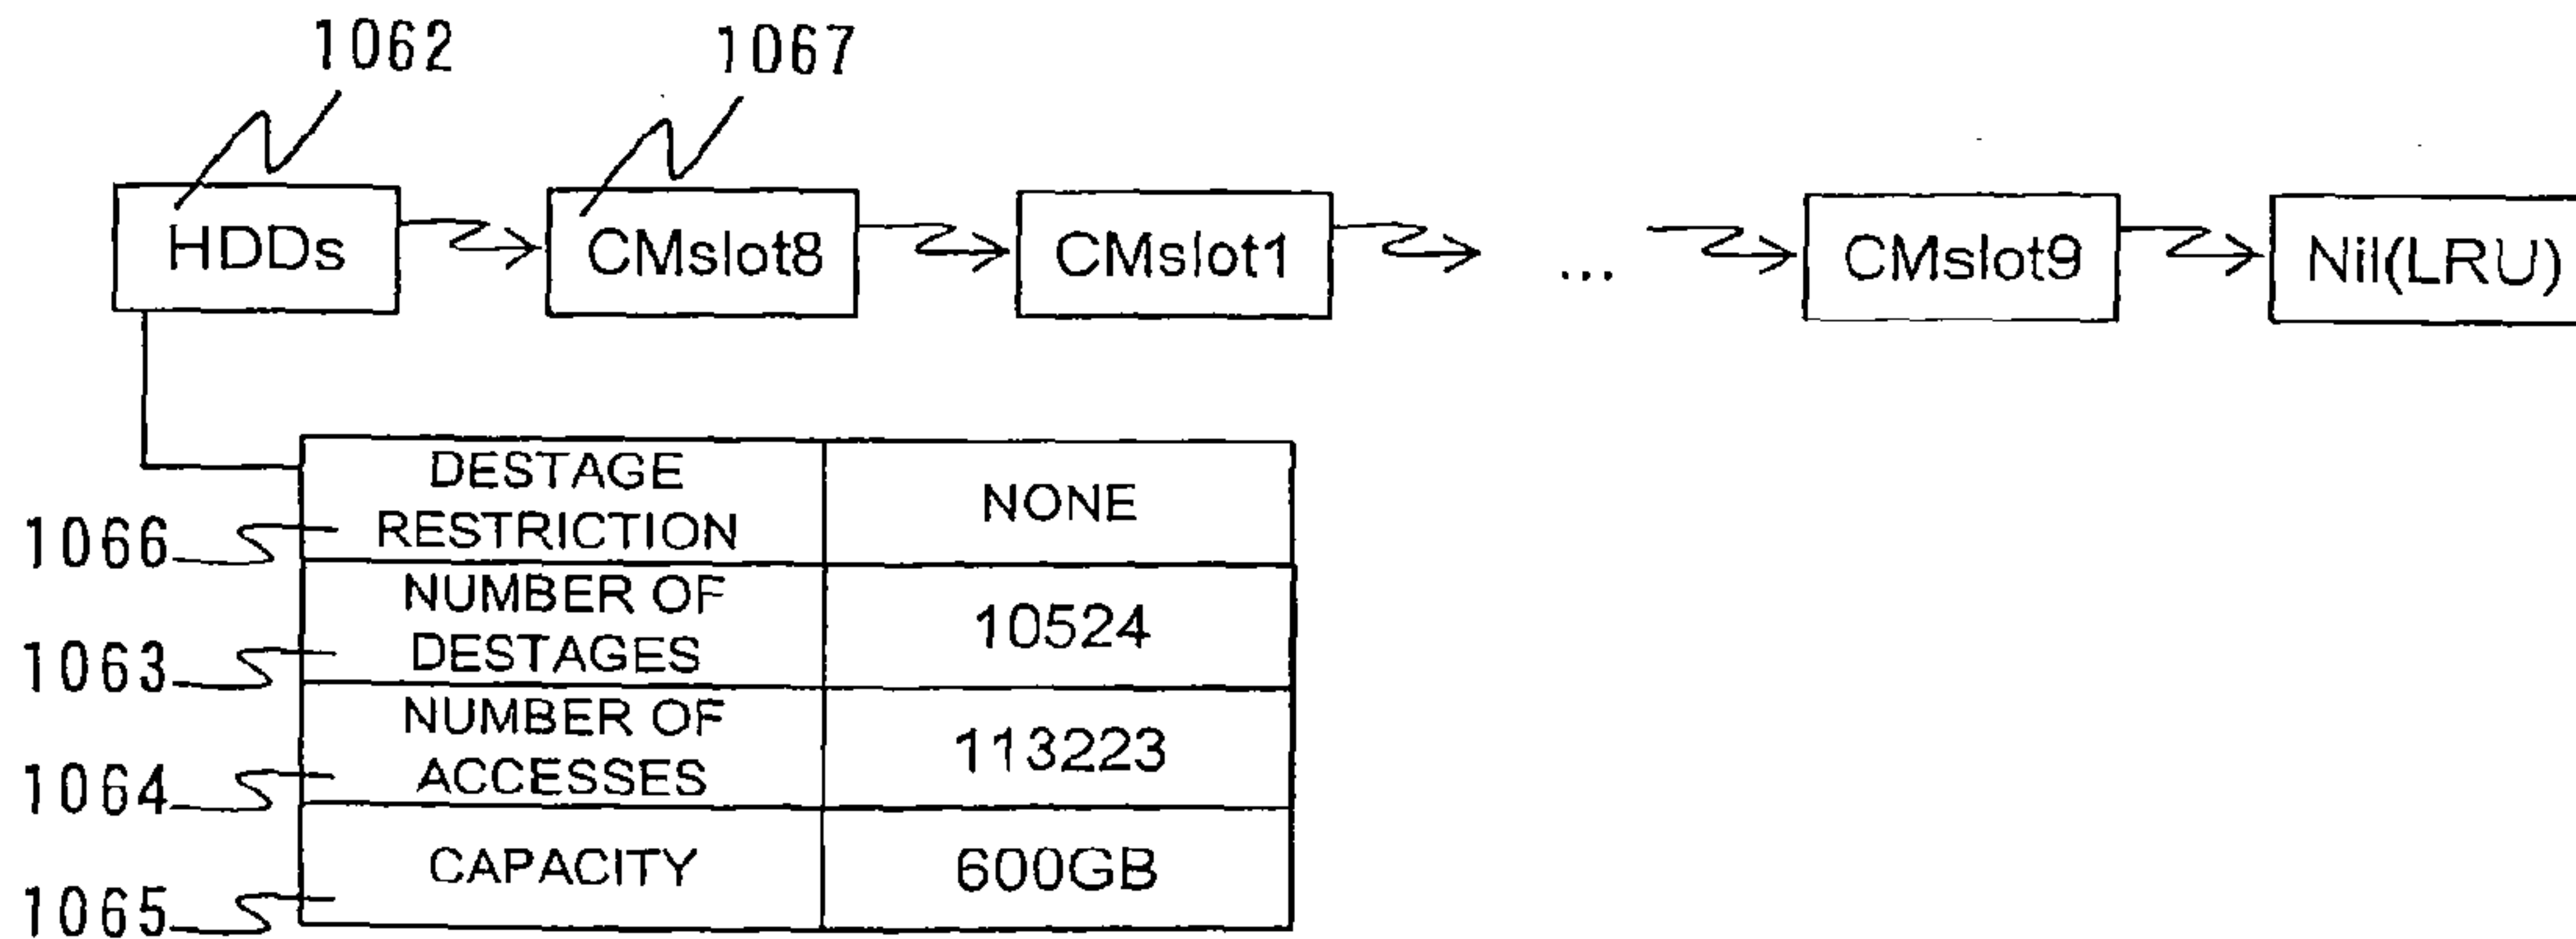 1062
1067
HDDs
CMslot8
CMslot1
...
CMslot9
Nil(LRU)
DESTAGE
RESTRICTION
NONE
1066
NUMBER OF
DESTAGES
10524
1063
NUMBER OF
ACCESSES
113223
1064
CAPACITY
600GB
1065